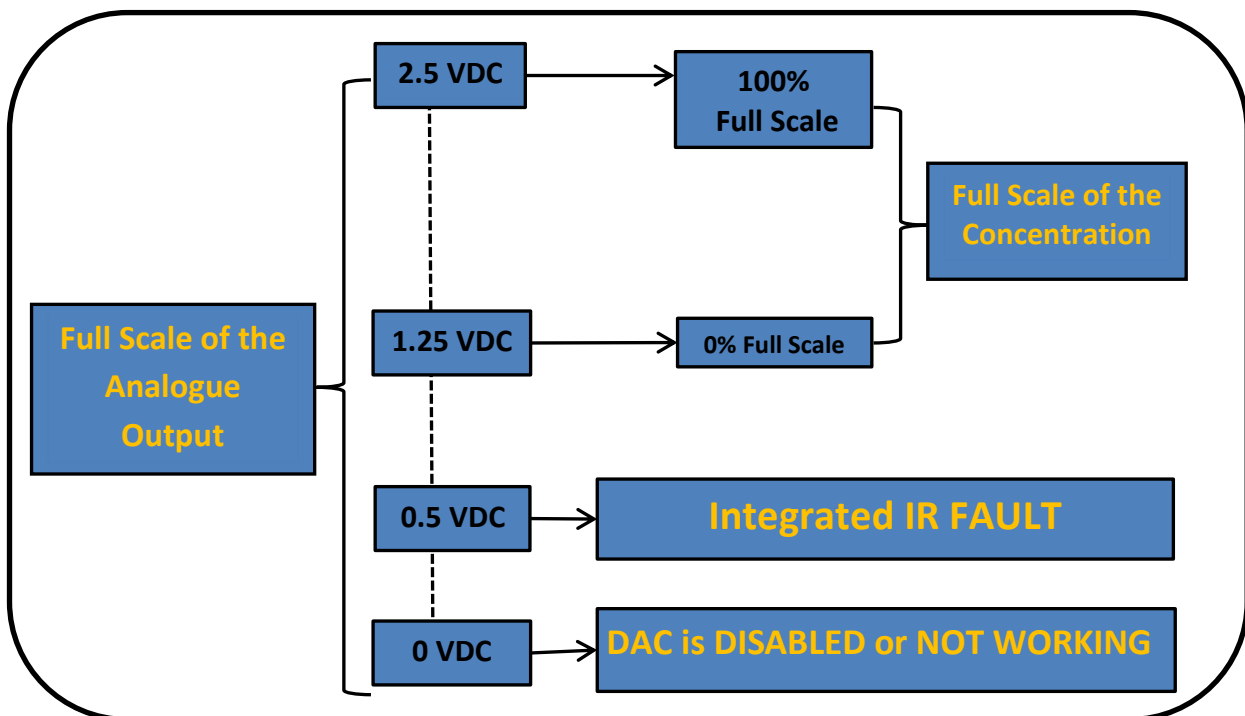 2.5 VDC
100%
Full Scale
Full Scale of the
Concentration
Full Scale of the
Analogue
Output
1.25 VDC
0% Full Scale
0.5 VDC
Integrated IR FAULT
0 VDC
DAC is DISABLED or NOT WORKING